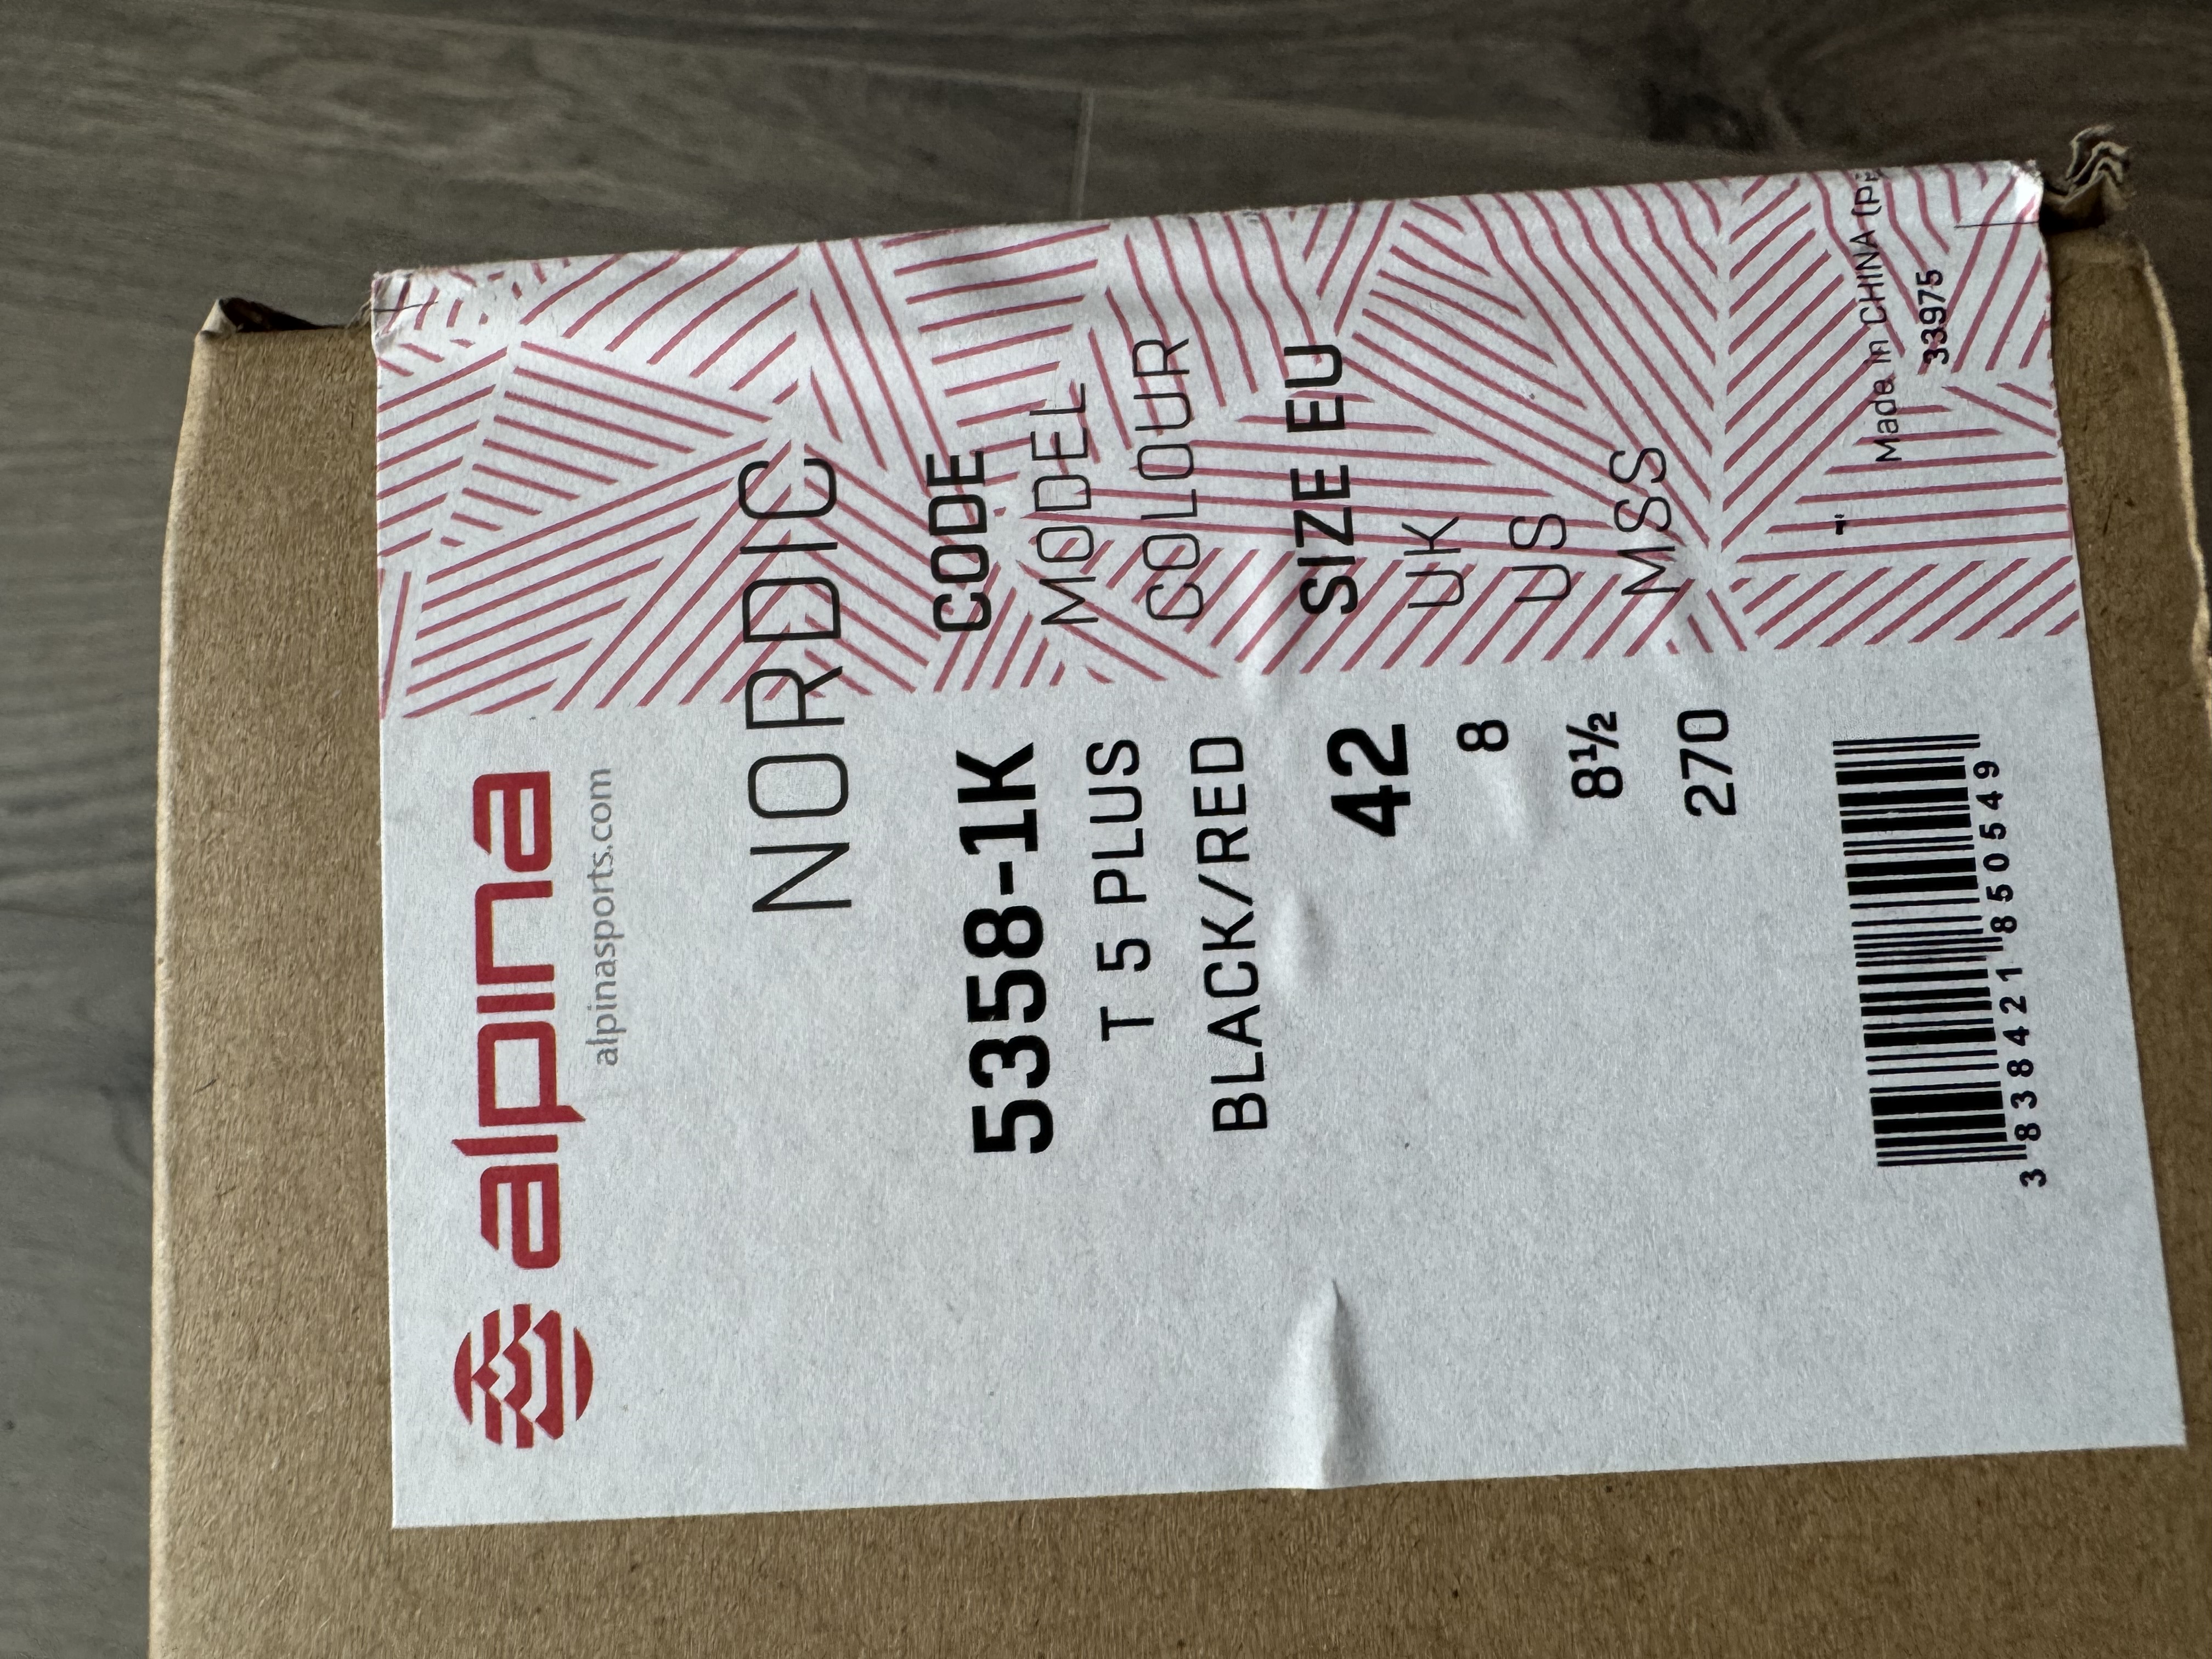 alpina
alpinasports.com
NORDIC
5358-1K CODE
T 5 PLUS MODEL
BLACK/RED COLOUR
42 SIZE EU
8 UK
8½ US
270 MSS
3 838421 850549
Made in CHINA
33975